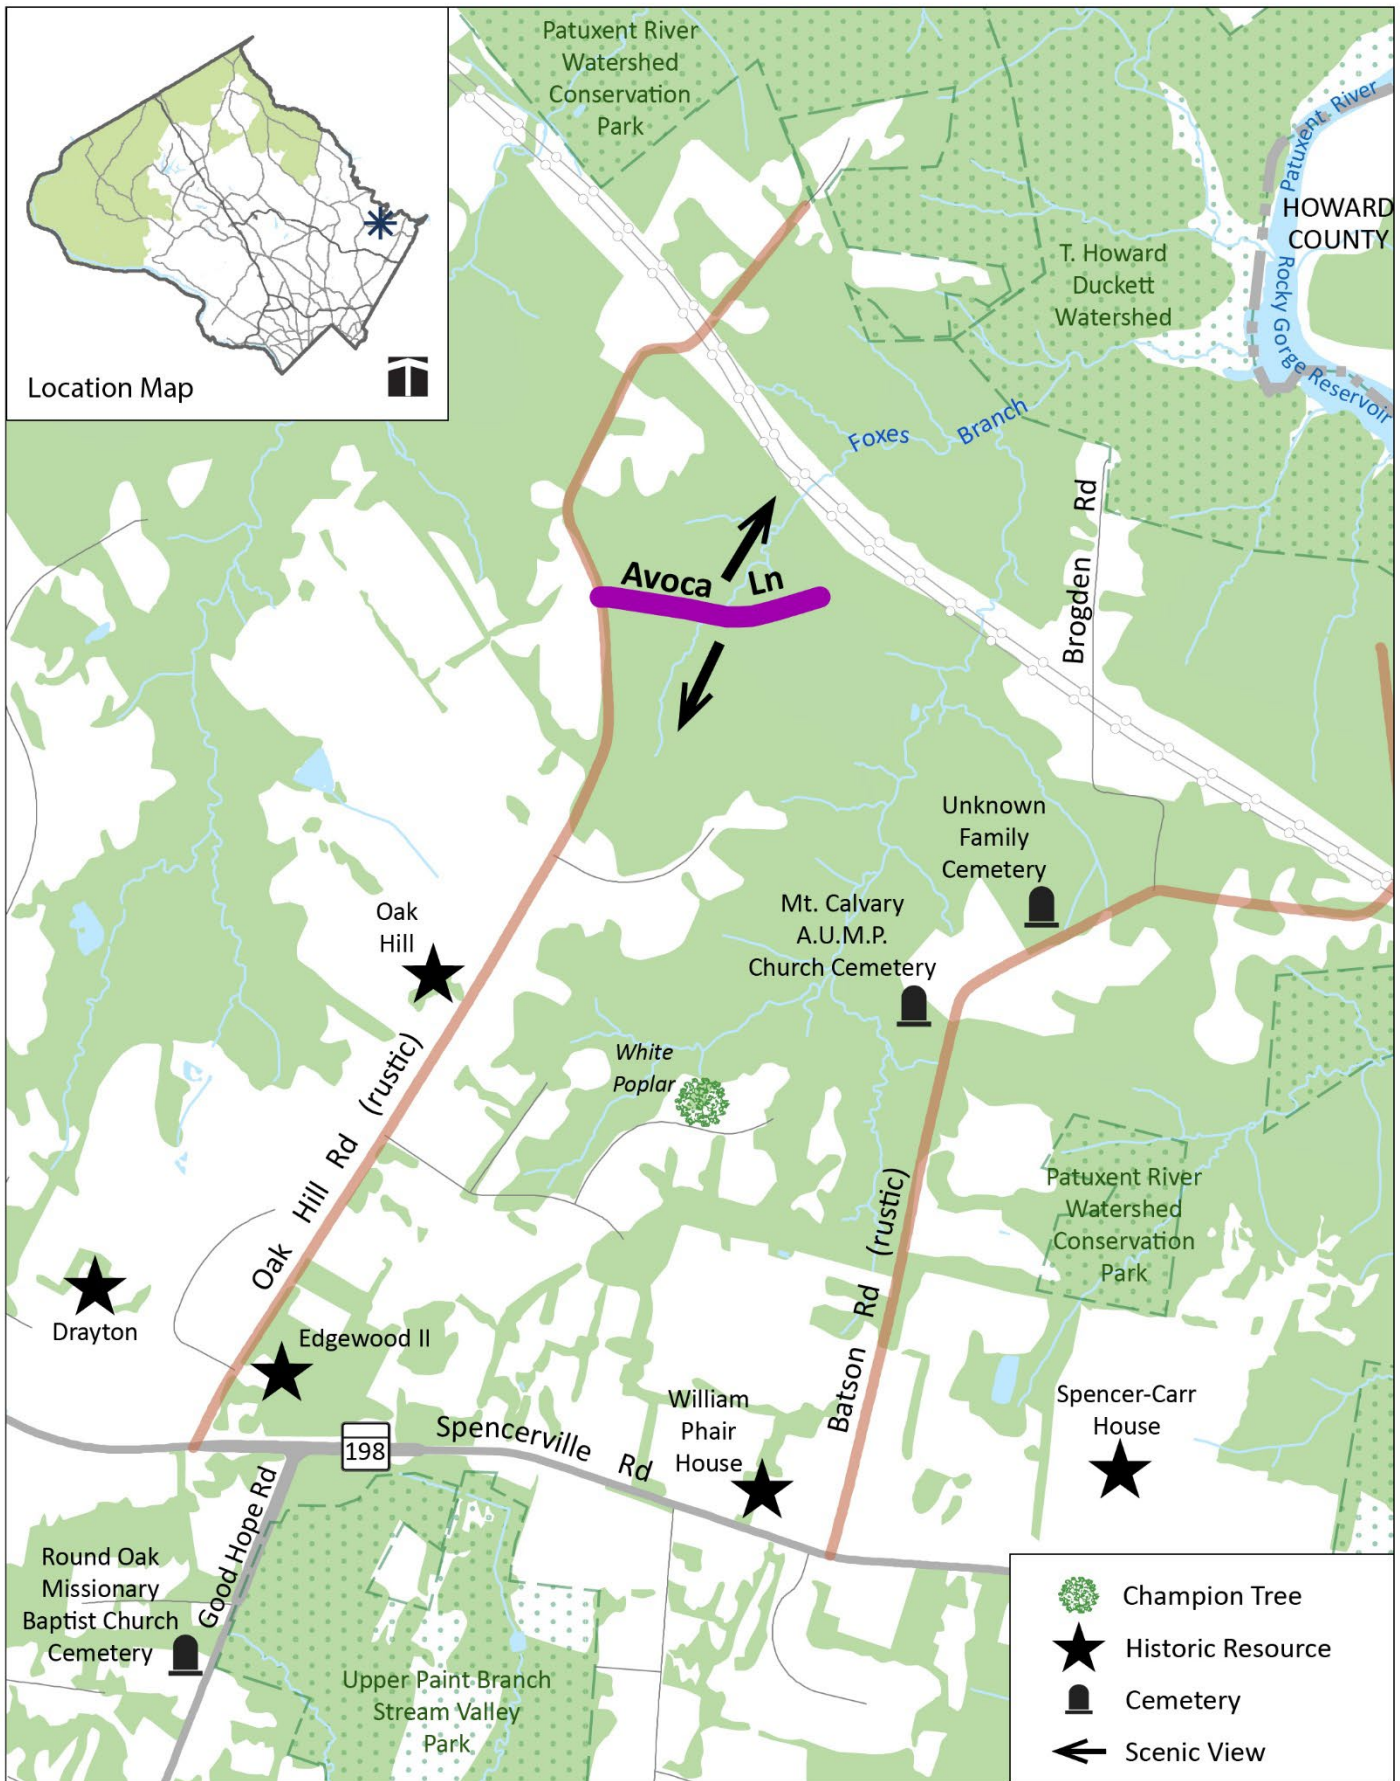 Patuxent River
Watershed
Conservation
Park
Location Map
Patuxent River
HOWARD
COUNTY
T. Howard
Duckett
Watershed
Rocky Gorge Reservoir
Foxes Branch
Brogden Rd
Avoca Ln
Unknown
Family
Cemetery
Mt. Calvary
A.U.M.P.
Church Cemetery
Oak
Hill
White
Poplar
Oak Hill Rd (rustic)
Batson Rd (rustic)
Patuxent River
Watershed
Conservation
Park
Drayton
Edgewood II
William
Phair
House
Spencer-Carr
House
198
Spencerville Rd
Good Hope Rd
Round Oak
Missionary
Baptist Church
Cemetery
Upper Paint Branch
Stream Valley
Park
Champion Tree
Historic Resource
Cemetery
Scenic View